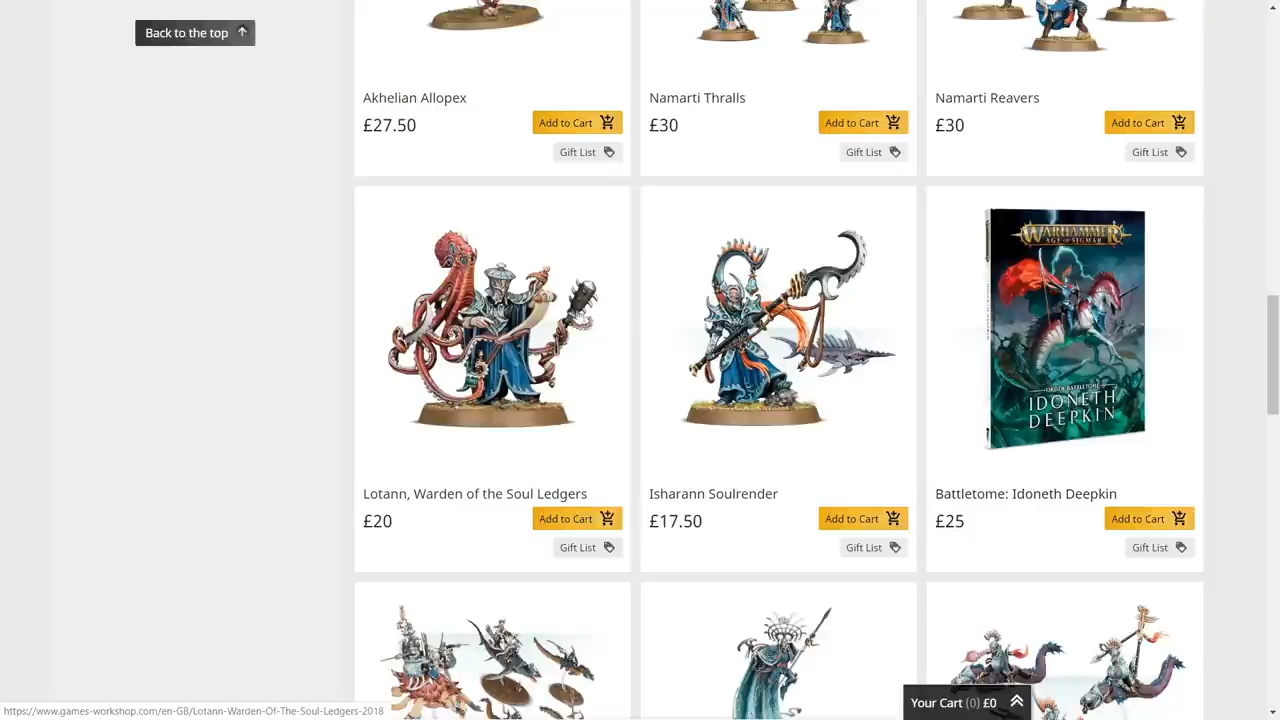 Back to the top
Akhelian Allopex
Namarti Thralls
Namarti Reavers
£27.50
Add to Cart
£30
Add to Cart
£30
Add to Cart
Gift List
Gift List
Gift List
WARHAMMER
AGE OF SIGMAR
ORDER BATTLETOME
IDONETH
DEEPKIN
Lotann, Warden of the Soul Ledgers
Isharann Soulrender
Battletome: Idoneth Deepkin
£20
Add to Cart
£17.50
Add to Cart
£25
Add to Cart
Gift List
Gift List
Gift List
Your Cart (0) £0
https://www.games-workshop.com/en-GB/Lotann-Warden-Of-The-Soul-Ledgers-2018